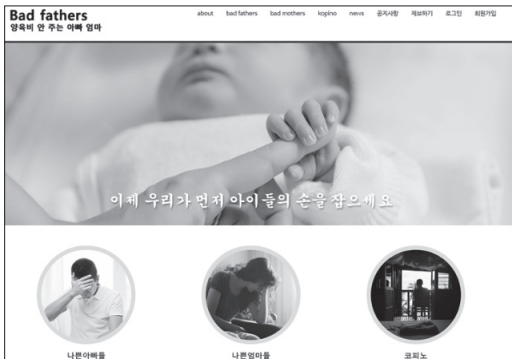 Bad fathers
양육비 안 주는 아빠 엄마
about bad fathers bad mothers kopino news 공지사항 제보하기 로그인 회원가입
이제 우리가 먼저 아이들의 손을 잡으세요
나쁜아빠들 나쁜엄마들 코피노